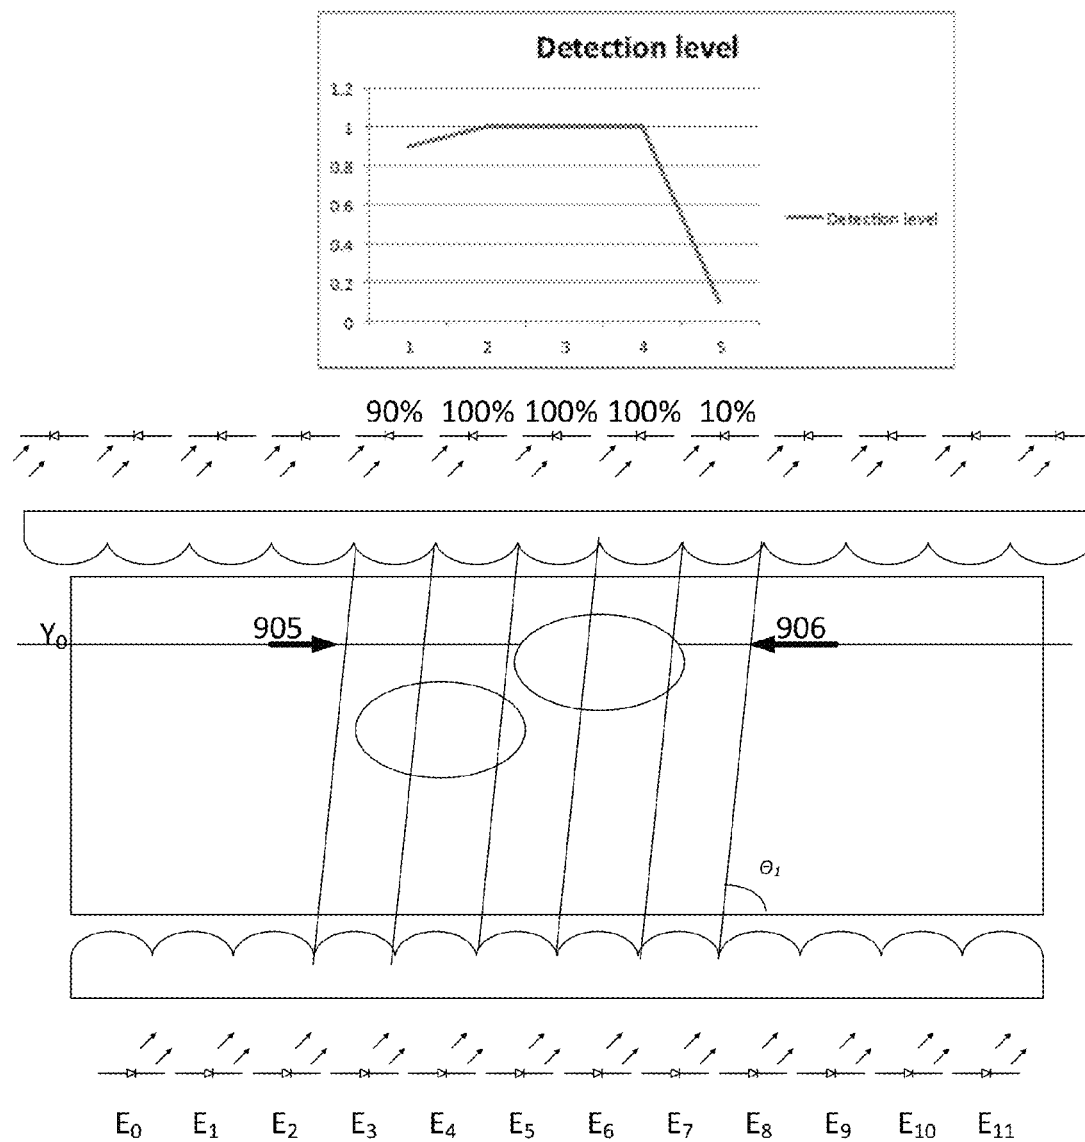 Detection level
1.2
1
0.8
0.6
0.4
0.2
0
Detection level
1 2 3 4 5
90% 100% 100% 100% 10%
905 906
Y₀
Θ₁
E₀ E₁ E₂ E₃ E₄ E₅ E₆ E₇ E₈ E₉ E₁₀ E₁₁